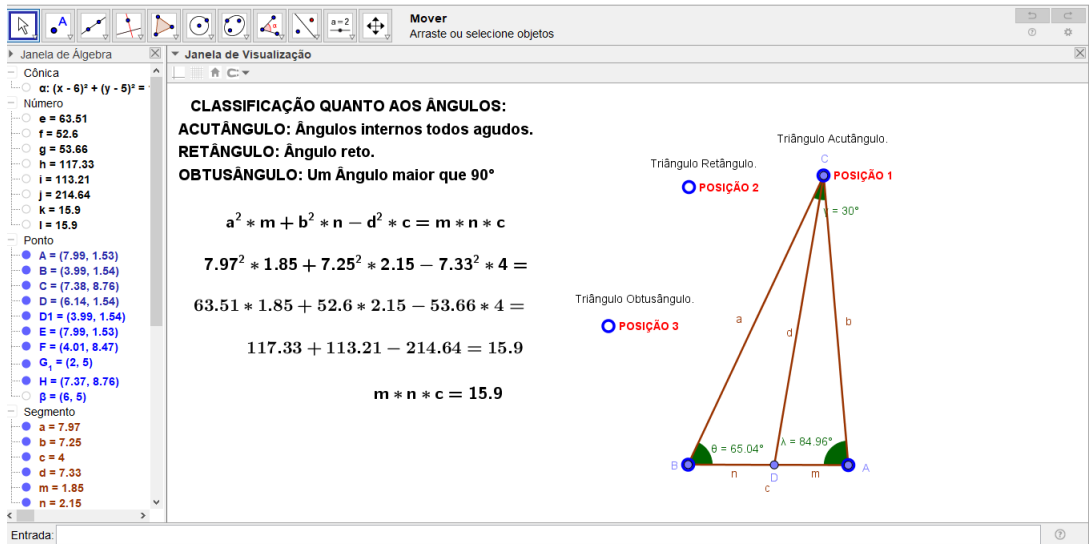 Mover
Arraste ou selecione objetos
A
a=2
Janela de Álgebra
Janela de Visualização
Cônica
α: (x - 6)² + (y - 5)² =
Número
e = 63.51
f = 52.6
g = 53.66
h = 117.33
i = 113.21
j = 214.64
k = 15.9
l = 15.9
Ponto
A = (7.99, 1.53)
B = (3.99, 1.54)
C = (7.38, 8.76)
D = (6.14, 1.54)
D1 = (3.99, 1.54)
E = (7.99, 1.53)
F = (4.01, 8.47)
G₁ = (2, 5)
H = (7.37, 8.76)
β = (6, 5)
Segmento
a = 7.97
b = 7.25
c = 4
d = 7.33
m = 1.85
n = 2.15
CLASSIFICAÇÃO QUANTO AOS ÂNGULOS:
ACUTÂNGULO: Ângulos internos todos agudos.
RETÂNGULO: Ângulo reto.
OBTUSÂNGULO: Um Ângulo maior que 90°
a² * m + b² * n − d² * c = m * n * c
7.97² * 1.85 + 7.25² * 2.15 − 7.33² * 4 =
63.51 * 1.85 + 52.6 * 2.15 − 53.66 * 4 =
117.33 + 113.21 − 214.64 = 15.9
m * n * c = 15.9
Triângulo Acutângulo.
C
POSIÇÃO 1
Triângulo Retângulo.
POSIÇÃO 2
= 30°
Triângulo Obtusângulo.
POSIÇÃO 3
a
d
b
θ = 65.04°
λ = 84.96°
B
n
D
m
A
c
Entrada: